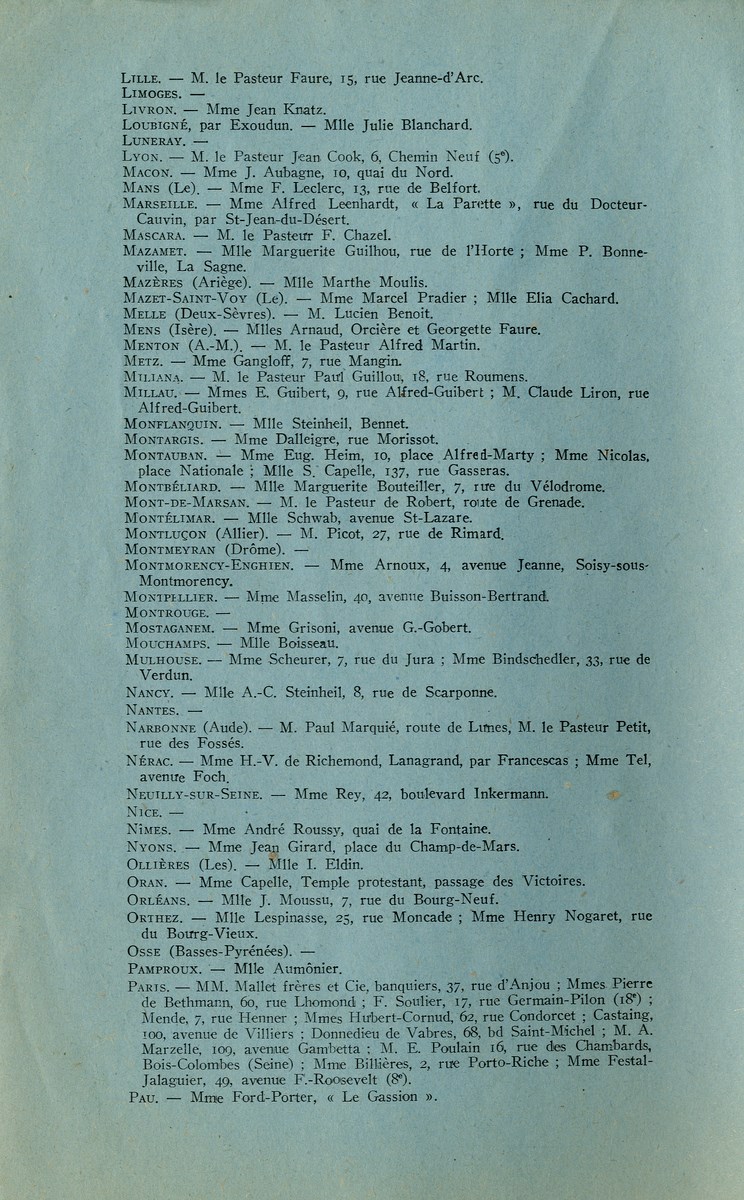 LILLE. — M. le Pasteur Faure, 15, rue Jeanne-d'Arc.
LIMOGES. —
LIVRON. — Mme Jean Knatz.
LOUBIGNÉ, par Exoudun. — Mlle Julie Blanchard.
LUNERAY. —
LYON. — M. le Pasteur Jean Cook, 6, Chemin Neuf (5e).
MACON. — Mme J. Aubagne, 10, quai du Nord.
MANS (Le). — Mme F. Leclerc, 13, rue de Belfort.
MARSEILLE. — Mme Alfred Leenhardt, « La Parette », rue du Docteur-
Cauvin, par St-Jean-du-Désert.
MASCARA. — M. le Pasteur F. Chazel.
MAZAMET. — Mlle Marguerite Guilhou, rue de l'Horte ; Mme P. Bonne-
ville, La Sagne.
MAZÈRES (Ariège). — Mlle Marthe Moulis.
MAZET-SAINT-VOY (Le). — Mme Marcel Pradier ; Mlle Elia Cachard.
MELLE (Deux-Sèvres). — M. Lucien Benoit.
MENS (Isère). — Mlles Arnaud, Orcière et Georgette Faure.
MENTON (A.-M.). — M. le Pasteur Alfred Martin.
METZ. — Mme Gangloff, 7, rue Mangin.
MILIANA. — M. le Pasteur Paul Guillou, 18, rue Roumens.
MILLAU. — Mmes E. Guibert, 9, rue Alfred-Guibert ; M. Claude Liron, rue
Alfred-Guibert.
MONFLANQUIN. — Mlle Steinheil, Bennet.
MONTARGIS. — Mme Dalleigre, rue Morissot.
MONTAUBAN. — Mme Eug. Heim, 10, place Alfred-Marty ; Mme Nicolas,
place Nationale ; Mlle S. Capelle, 137, rue Gasseras.
MONTBÉLIARD. — Mlle Marguerite Bouteiller, 7, rue du Vélodrome.
MONT-DE-MARSAN. — M. le Pasteur de Robert, route de Grenade.
MONTÉLIMAR. — Mlle Schwab, avenue St-Lazare.
MONTLUÇON (Allier). — M. Picot, 27, rue de Rimard.
MONTMEYRAN (Drôme). —
MONTMORENCY-ENGHIEN. — Mme Arnoux, 4, avenue Jeanne, Soisy-sous-
Montmorency.
MONTPELLIER. — Mme Masselin, 40, avenue Buisson-Bertrand.
MONTROUGE. —
MOSTAGANEM. — Mme Grisoni, avenue G.-Gobert.
MOUCHAMPS. — Mlle Boisseau.
MULHOUSE. — Mme Scheurer, 7, rue du Jura ; Mme Bindschedler, 33, rue de
Verdun.
NANCY. — Mlle A.-C. Steinheil, 8, rue de Scarponne.
NANTES. —
NARBONNE (Aude). — M. Paul Marquié, route de Limes, M. le Pasteur Petit,
rue des Fossés.
NÉRAC. — Mme H.-V. de Richemond, Lanagrand, par Francescas ; Mme Tel,
avenue Foch.
NEUILLY-SUR-SEINE. — Mme Rey, 42, boulevard Inkermann.
NICE. —
NIMES. — Mme André Roussy, quai de la Fontaine.
NYONS. — Mme Jean Girard, place du Champ-de-Mars.
OLLIÈRES (Les). — Mlle I. Eldin.
ORAN. — Mme Capelle, Temple protestant, passage des Victoires.
ORLÉANS. — Mlle J. Moussu, 7, rue du Bourg-Neuf.
ORTHEZ. — Mlle Lespinasse, 25, rue Moncade ; Mme Henry Nogaret, rue
du Bourg-Vieux.
OSSE (Basses-Pyrénées). —
PAMPROUX. — Mlle Aumônier.
PARIS. — MM. Mallet frères et Cie, banquiers, 37, rue d'Anjou ; Mmes Pierre
de Bethmann, 60, rue Lhomond ; F. Soulier, 17, rue Germain-Pilon (18e) ;
Mende, 7, rue Henner ; Mmes Hubert-Cornud, 62, rue Condorcet ; Castaing,
100, avenue de Villiers ; Donnedieu de Vabres, 68, bd Saint-Michel ; M. A.
Marzelle, 109, avenue Gambetta ; M. E. Poulain 16, rue des Chambards,
Bois-Colombes (Seine) ; Mme Billières, 2, rue Porto-Riche ; Mme Festal-
Jalaguier, 49, avenue F.-Roosevelt (8e).
PAU. — Mme Ford-Porter, « Le Gassion ».